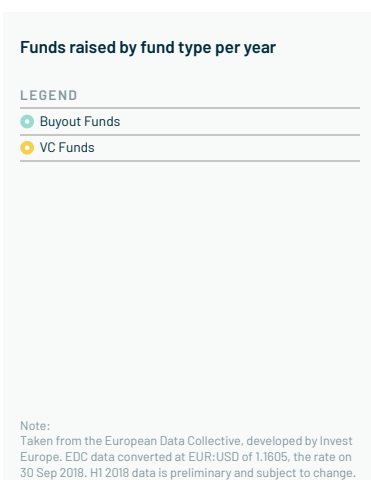 Funds raised by fund type per year
LEGEND
Buyout Funds
VC Funds
Note:
Taken from the European Data Collective, developed by Invest
Europe. EDC data converted at EUR:USD of 1.1605, the rate on
30 Sep 2018. H1 2018 data is preliminary and subject to change.